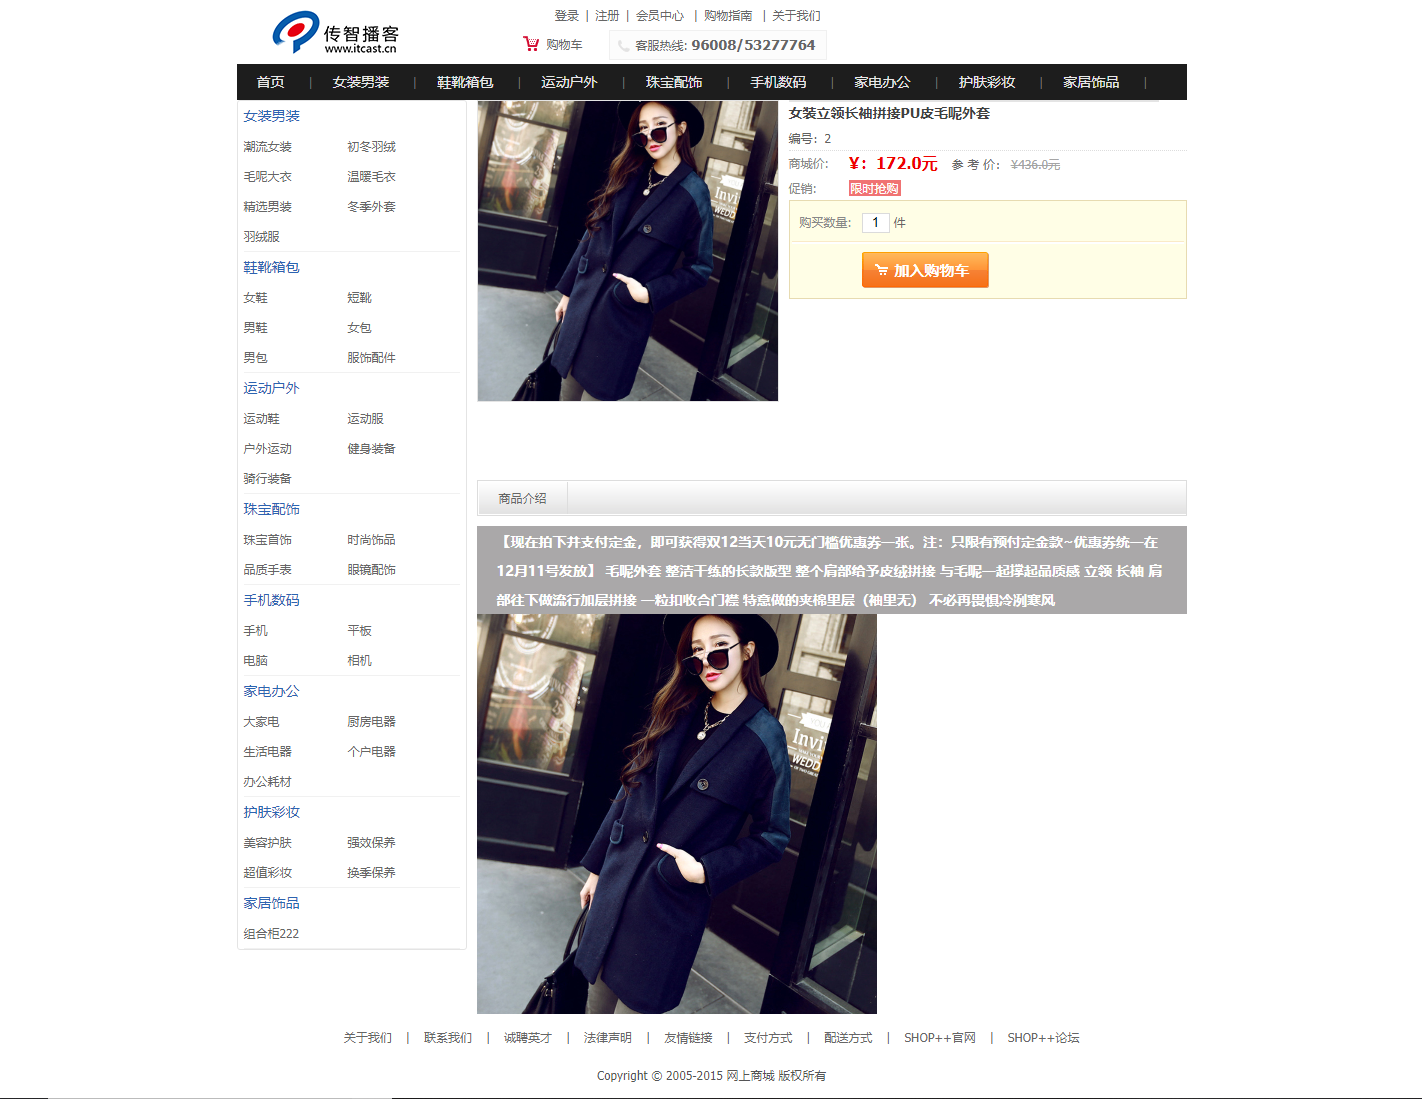 传智播客
www.itcast.cn
登录 | 注册 | 会员中心 | 购物指南 | 关于我们
购物车
客服热线: 96008/53277764
首页 | 女装男装 | 鞋靴箱包 | 运动户外 | 珠宝配饰 | 手机数码 | 家电办公 | 护肤彩妆 | 家居饰品 |
女装男装
潮流女装 初冬羽绒
毛呢大衣 温暖毛衣
精选男装 冬季外套
羽绒服
鞋靴箱包
女鞋 短靴
男鞋 女包
男包 服饰配件
运动户外
运动鞋 运动服
户外运动 健身装备
骑行装备
珠宝配饰
珠宝首饰 时尚饰品
品质手表 眼镜配饰
手机数码
手机 平板
电脑 相机
家电办公
大家电 厨房电器
生活电器 个户电器
办公耗材
护肤彩妆
美容护肤 强效保养
超值彩妆 换季保养
家居饰品
组合柜222
Invi
WEDD
女装立领长袖拼接PU皮毛呢外套
编号：2
商城价: ¥：172.0元 参 考 价: ¥436.0元
促销: 限时抢购
购买数量: 1 件
加入购物车
商品介绍
【现在拍下并支付定金，即可获得双12当天10元无门槛优惠券一张。注：只限有预付定金款~优惠券统一在
12月11号发放】 毛呢外套 整洁干练的长款版型 整个肩部给予皮绒拼接 与毛呢一起撑起品质感 立领 长袖 肩
部往下做流行加层拼接 一粒扣收合门襟 特意做的夹棉里层（袖里无） 不必再畏惧冷冽寒风
YOU
Invi
WEDD
关于我们 | 联系我们 | 诚聘英才 | 法律声明 | 友情链接 | 支付方式 | 配送方式 | SHOP++官网 | SHOP++论坛
Copyright © 2005-2015 网上商城 版权所有